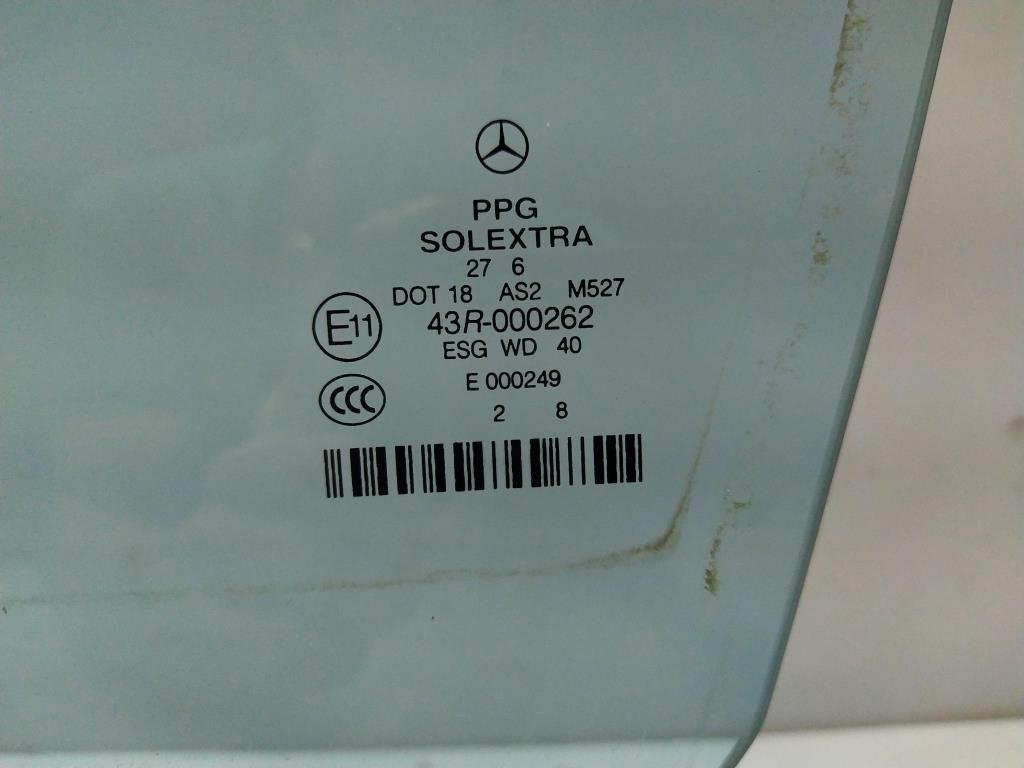 PPG
SOLEXTRA
27 6
DOT 18 AS2 M527
E11 43R-000262
ESG WD 40
CCC E 000249
2 8